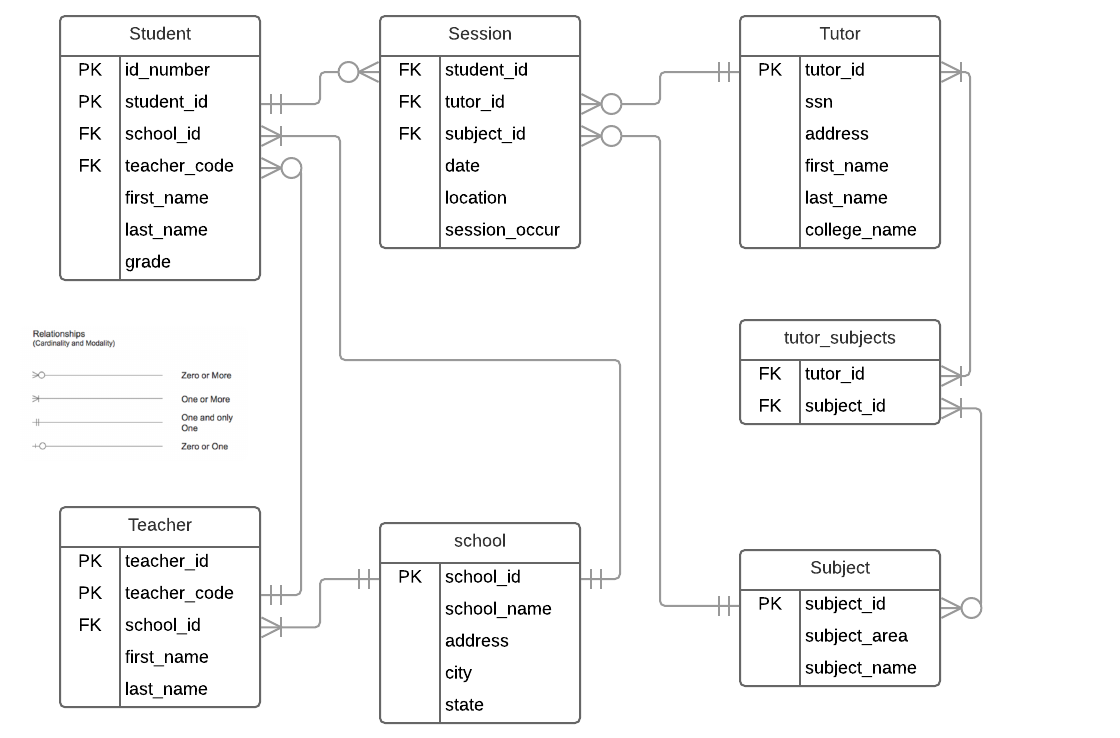 Student
PK id_number
PK student_id
FK school_id
FK teacher_code
first_name
last_name
grade
Session
FK student_id
FK tutor_id
FK subject_id
date
location
session_occur
Tutor
PK tutor_id
ssn
address
first_name
last_name
college_name
tutor_subjects
FK tutor_id
FK subject_id
Relationships
(Cardinality and Modality)
Zero or More
One or More
One and only
One
Zero or One
Teacher
PK teacher_id
PK teacher_code
FK school_id
first_name
last_name
school
PK school_id
school_name
address
city
state
Subject
PK subject_id
subject_area
subject_name